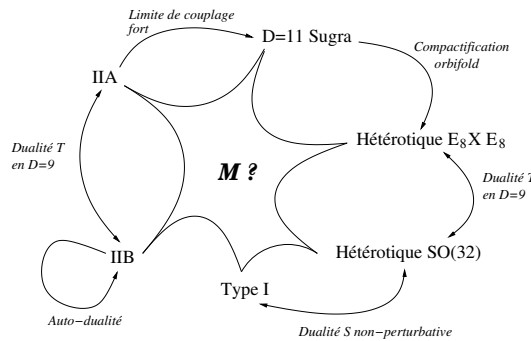 Limite de couplage
fort
D=11 Sugra
Compactification
orbifold
IIA
Hétérotique E8X E8
Dualité T
en D=9
M ?
Dualité T
en D=9
IIB
Hétérotique SO(32)
Type I
Auto-dualité
Dualité S non-perturbative